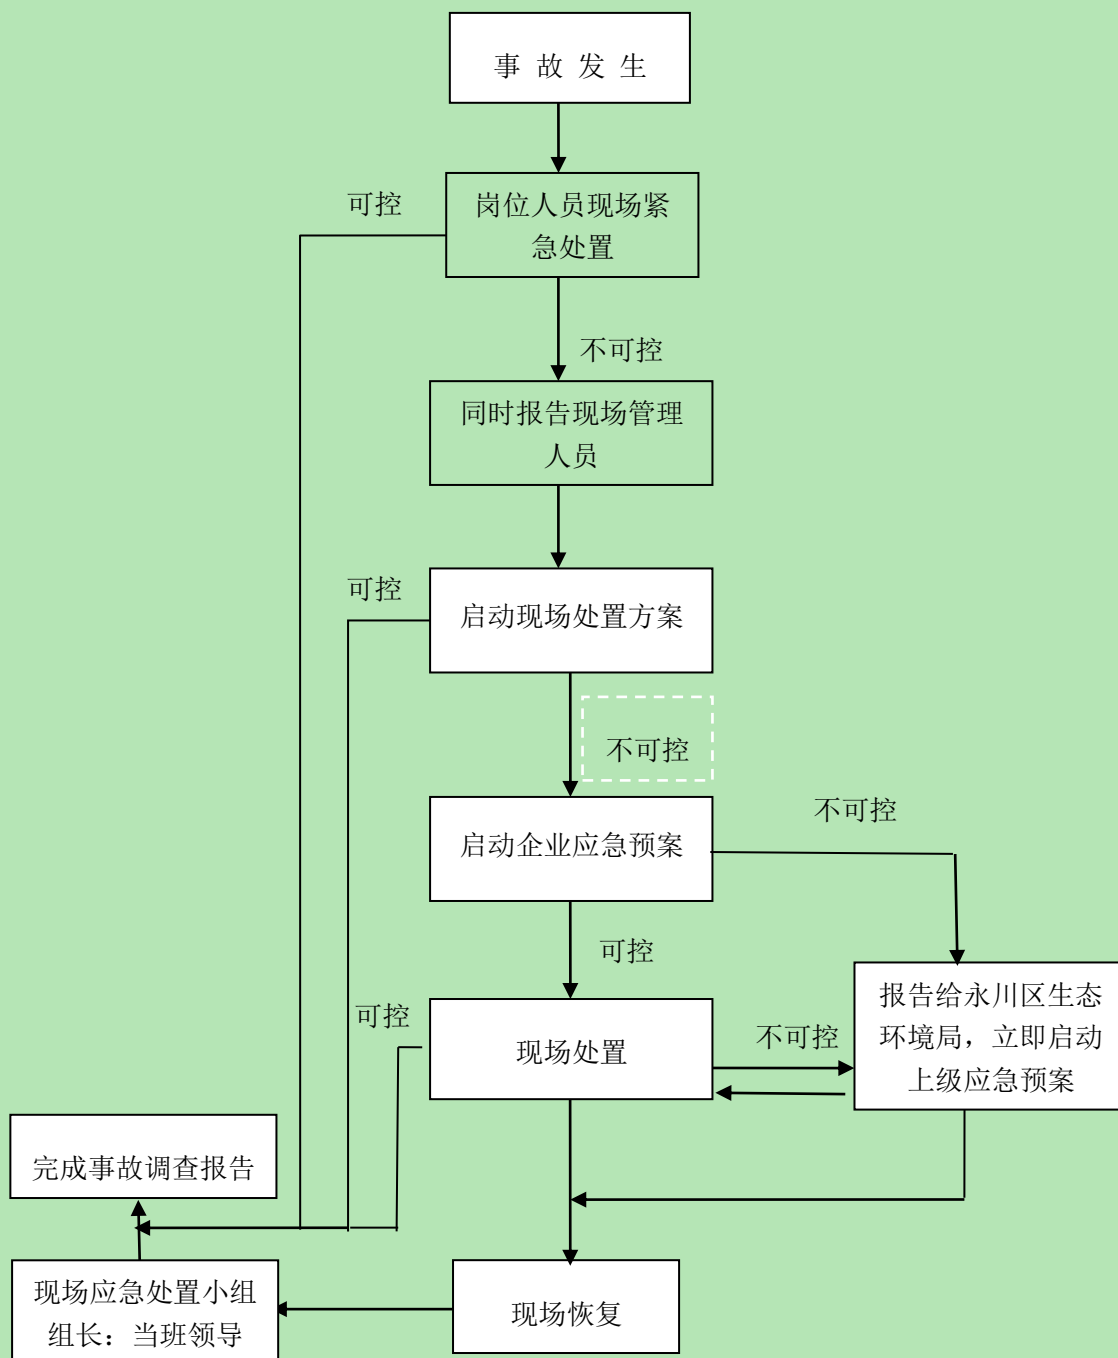 事 故 发 生
可控
岗位人员现场紧
急处置
不可控
同时报告现场管理
人员
可控
启动现场处置方案
不可控
启动企业应急预案
不可控
可控
可控
现场处置
不可控
报告给永川区生态
环境局，立即启动
上级应急预案
完成事故调查报告
现场应急处置小组
组长：当班领导
现场恢复